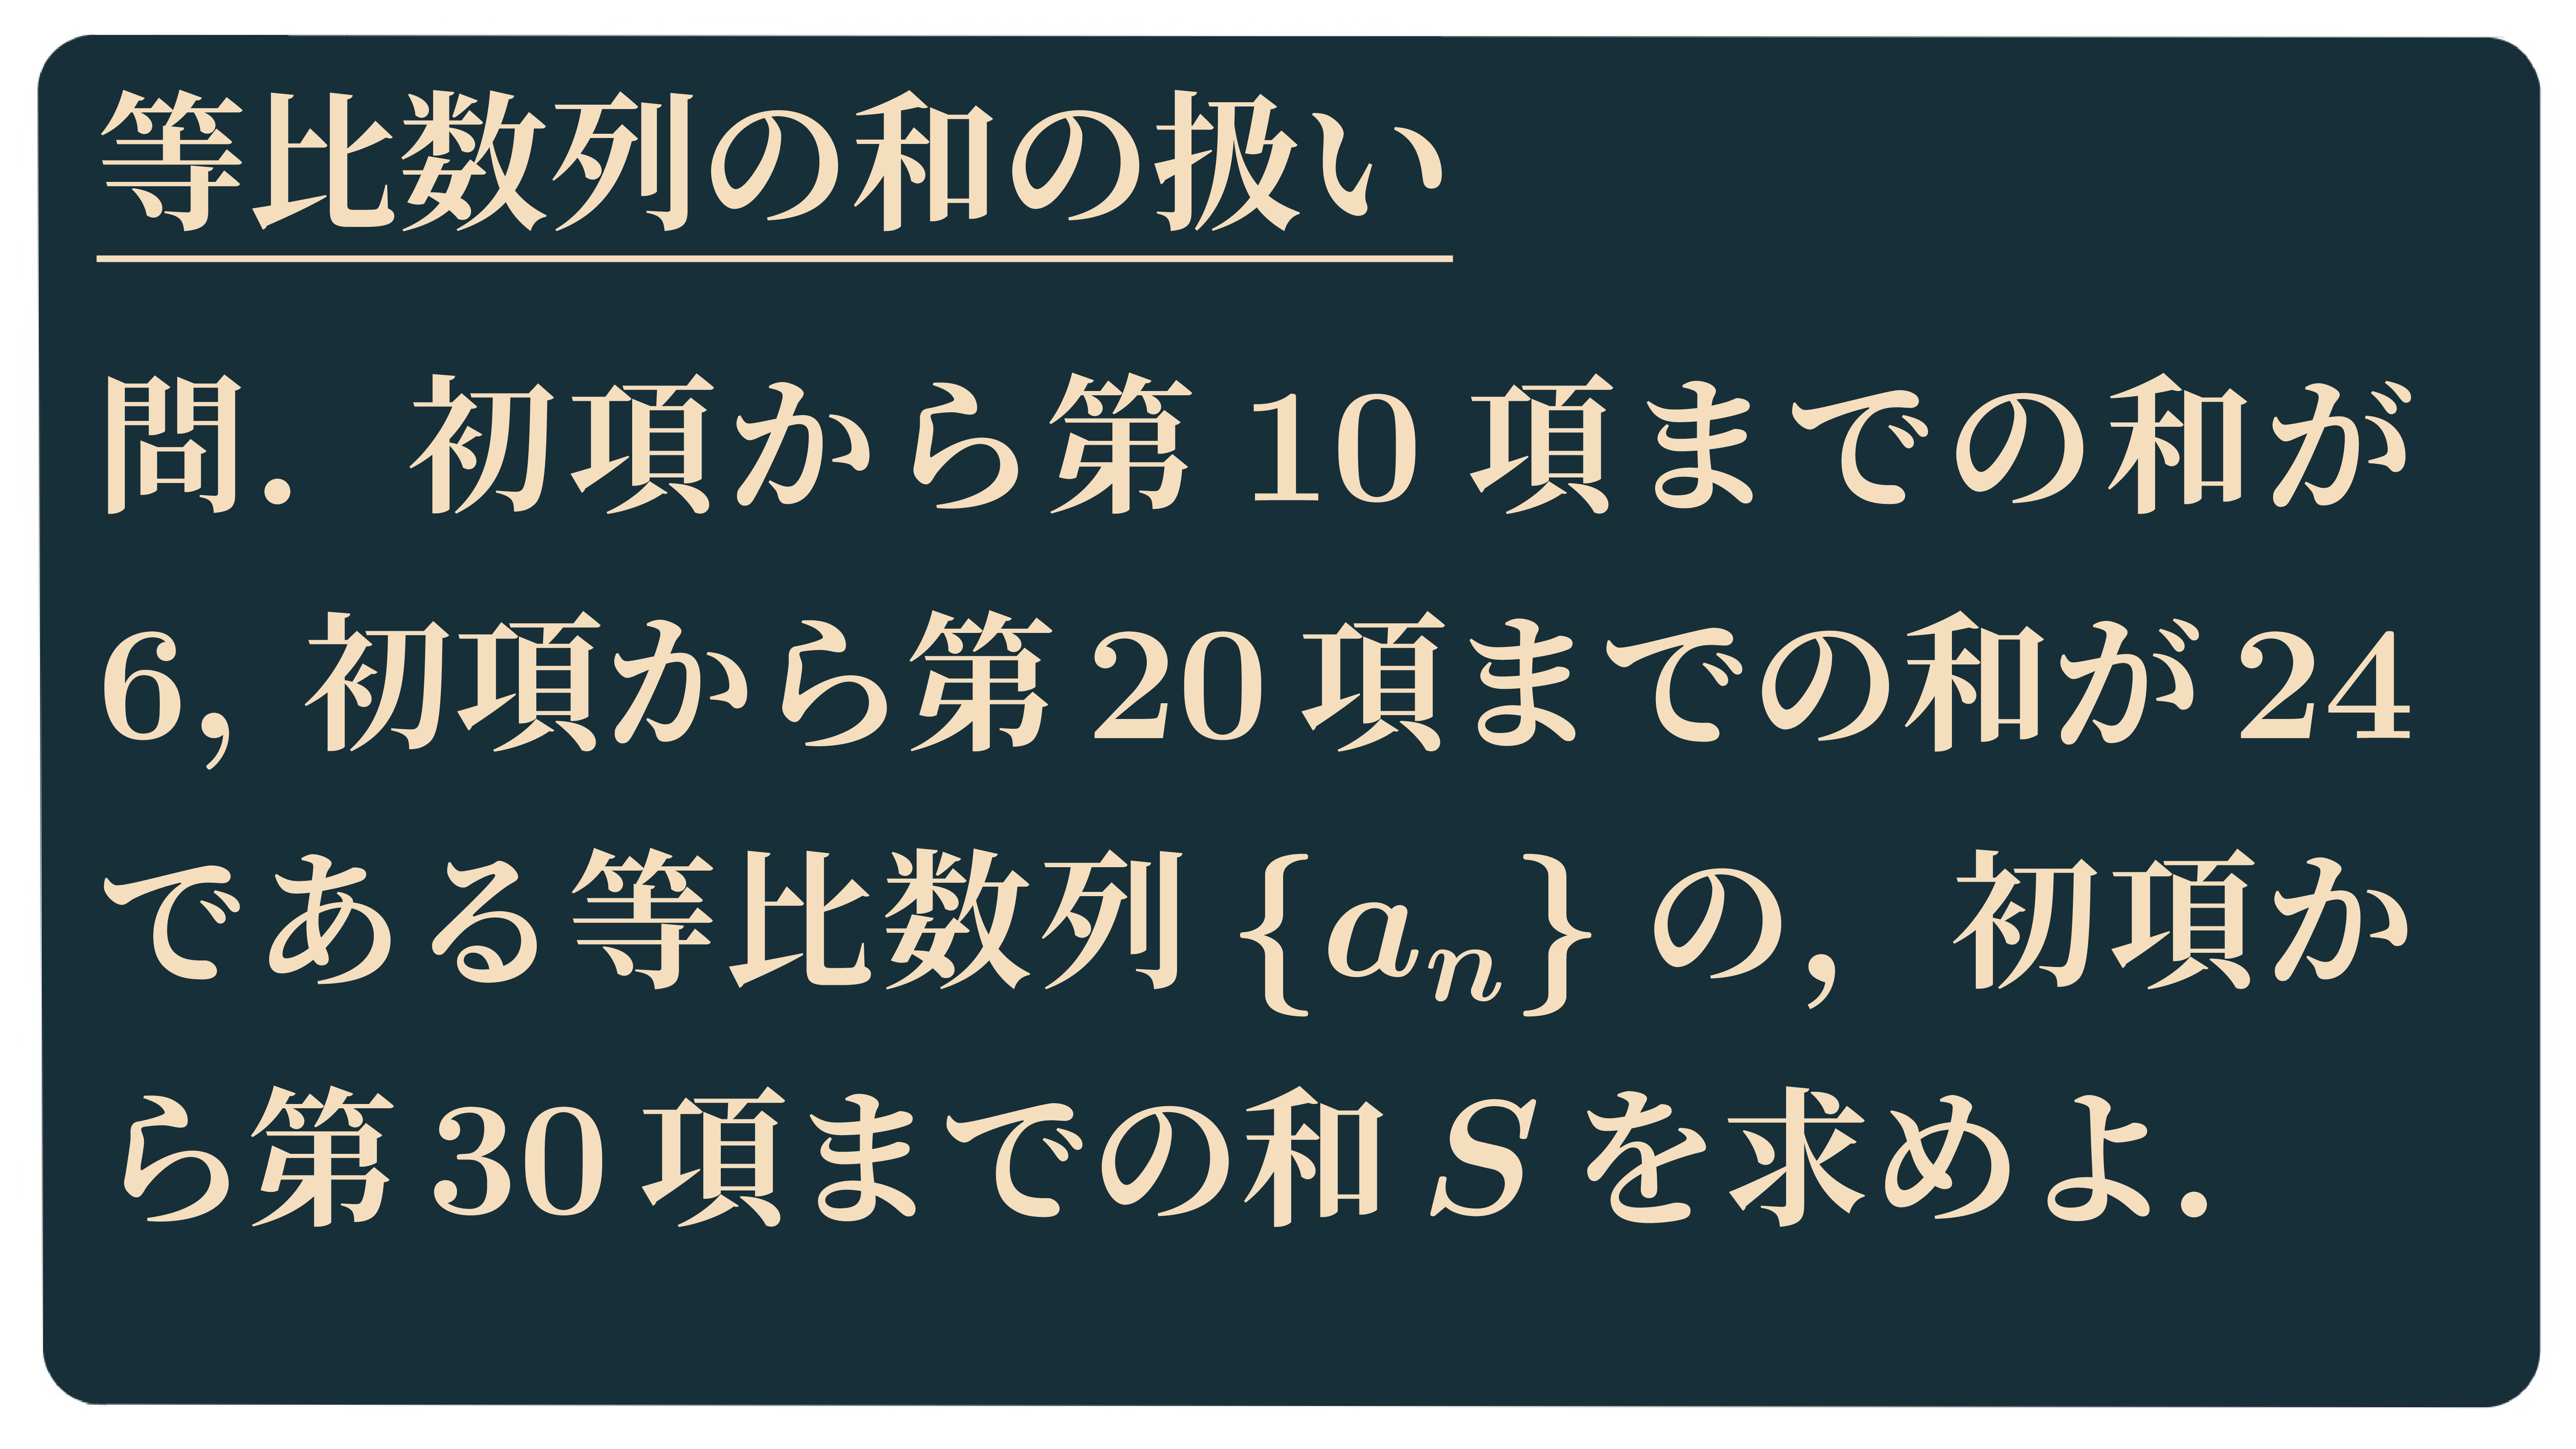 等比数列の和の扱い
問. 初項から第 10 項までの和が
6, 初項から第 20 項までの和が 24
である等比数列 {aₙ} の, 初項か
ら第 30 項までの和 S を求めよ.